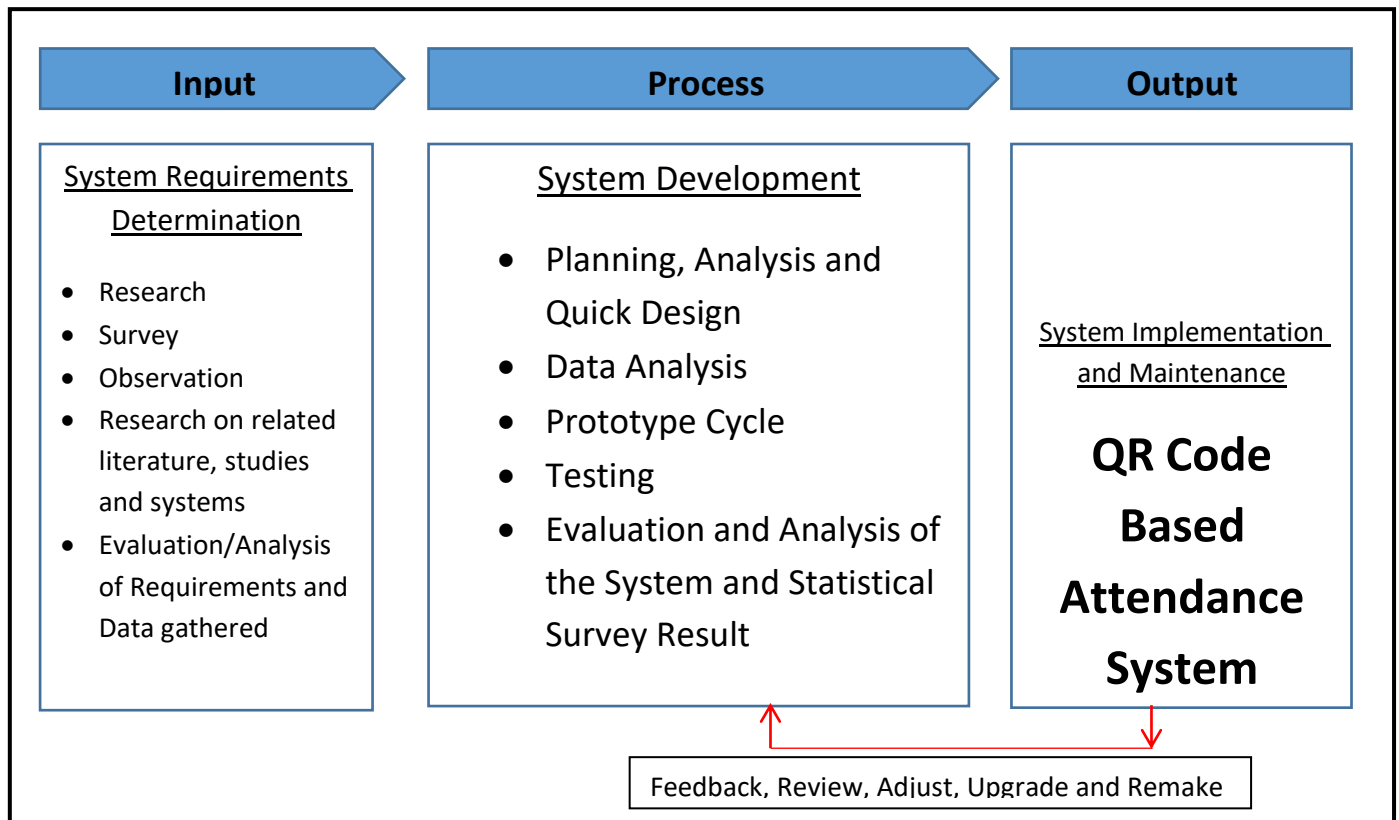 Input
Process
Output
System Requirements
Determination
• Research
• Survey
• Observation
• Research on related
literature, studies
and systems
• Evaluation/Analysis
of Requirements and
Data gathered
System Development
• Planning, Analysis and
Quick Design
• Data Analysis
• Prototype Cycle
• Testing
• Evaluation and Analysis of
the System and Statistical
Survey Result
System Implementation
and Maintenance
QR Code
Based
Attendance
System
Feedback, Review, Adjust, Upgrade and Remake